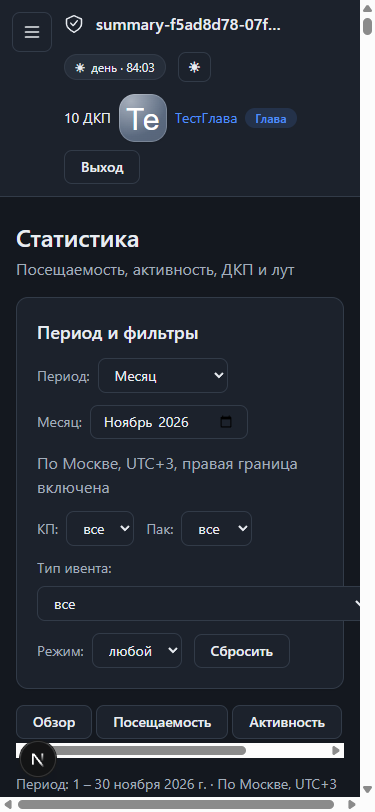 summary-f5ad8d78-07f...
день · 84:03
10 ДКП Те ТестГлава Глава
Выход
Статистика
Посещаемость, активность, ДКП и лут
Период и фильтры
Период: Месяц
Месяц: Ноябрь 2026
По Москве, UTC+3, правая граница
включена
КП: все Пак: все
Тип ивента:
все
Режим: любой Сбросить
Обзор Посещаемость Активность
N
Период: 1 – 30 ноября 2026 г. · По Москве, UTC+3